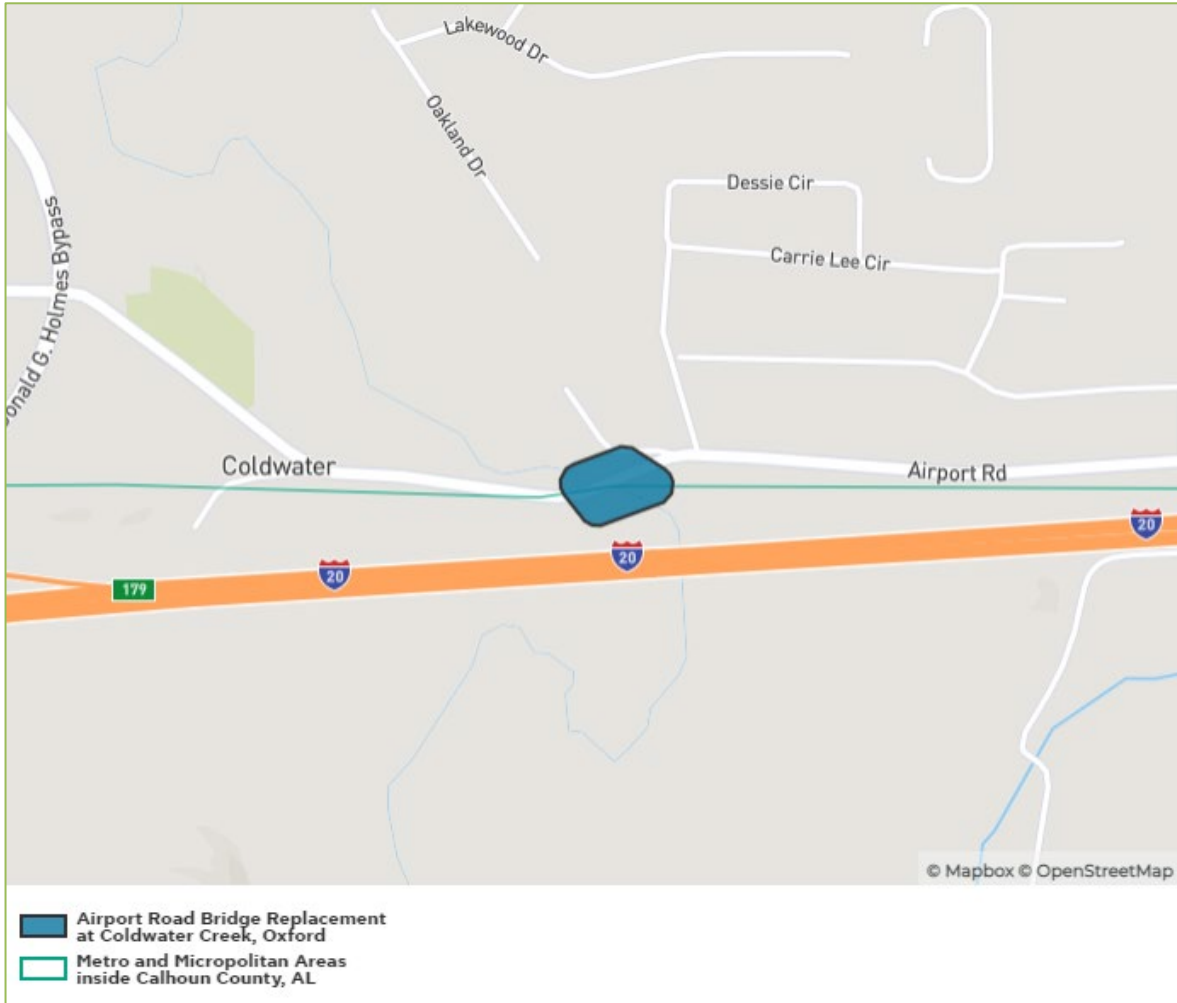 Lakewood Dr
Oakland Dr
Dessie Cir
Carrie Lee Cir
Donald G. Holmes Bypass
Coldwater
Airport Rd
20
20
20
179
© Mapbox © OpenStreetMap
Airport Road Bridge Replacement
at Coldwater Creek, Oxford
Metro and Micropolitan Areas
inside Calhoun County, AL